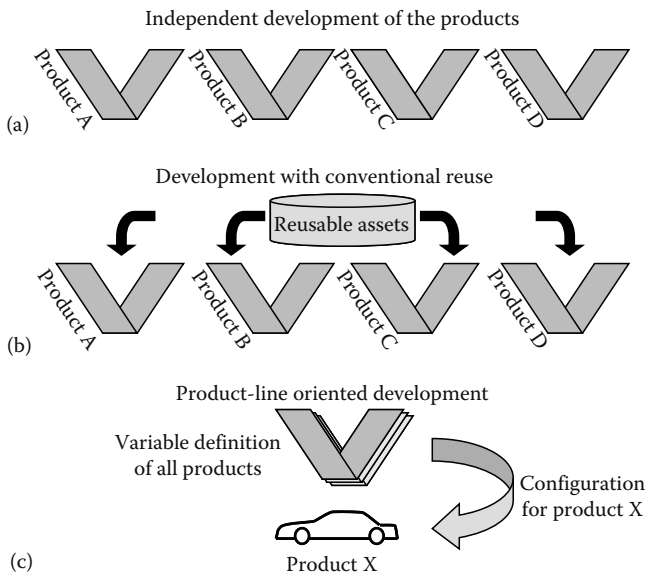 Independent development of the products
Product A
Product B
Product C
Product D
(a)
Development with conventional reuse
Reusable assets
Product A
Product B
Product C
Product D
(b)
Product-line oriented development
Variable definition
of all products
Configuration
for product X
Product X
(c)